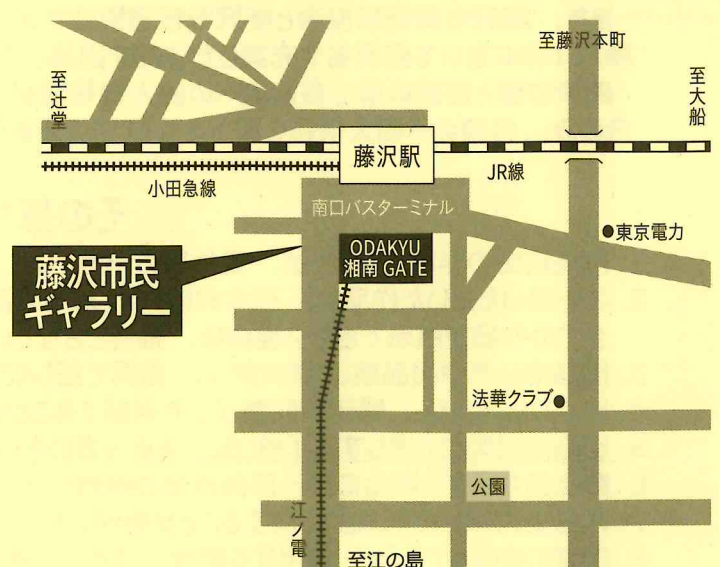 至藤沢本町
至辻堂
至大船
藤沢駅
小田急線
JR線
南口バスターミナル
東京電力
ODAKYU
湘南 GATE
藤沢市民
ギャラリー
法華クラブ
公園
江ノ電
至江の島